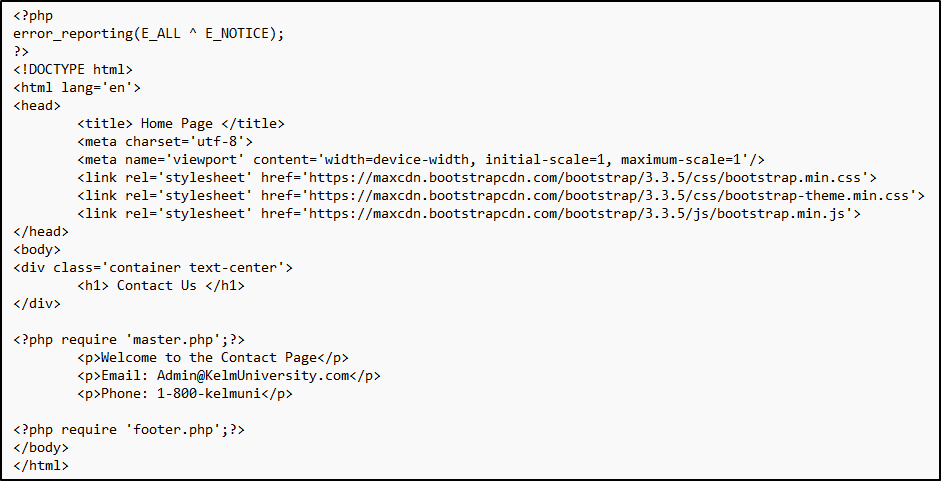 <?php
error_reporting(E_ALL ^ E_NOTICE);
?>
<!DOCTYPE html>
<html lang='en'>
<head>
        <title> Home Page </title>
        <meta charset='utf-8'>
        <meta name='viewport' content='width=device-width, initial-scale=1, maximum-scale=1'/>
        <link rel='stylesheet' href='https://maxcdn.bootstrapcdn.com/bootstrap/3.3.5/css/bootstrap.min.css'>
        <link rel='stylesheet' href='https://maxcdn.bootstrapcdn.com/bootstrap/3.3.5/css/bootstrap-theme.min.css'>
        <link rel='stylesheet' href='https://maxcdn.bootstrapcdn.com/bootstrap/3.3.5/js/bootstrap.min.js'>
</head>
<body>
<div class='container text-center'>
        <h1> Contact Us </h1>
</div>

<?php require 'master.php';?>
        <p>Welcome to the Contact Page</p>
        <p>Email: Admin@KelmUniversity.com</p>
        <p>Phone: 1-800-kelmuni</p>

<?php require 'footer.php';?>
</body>
</html>